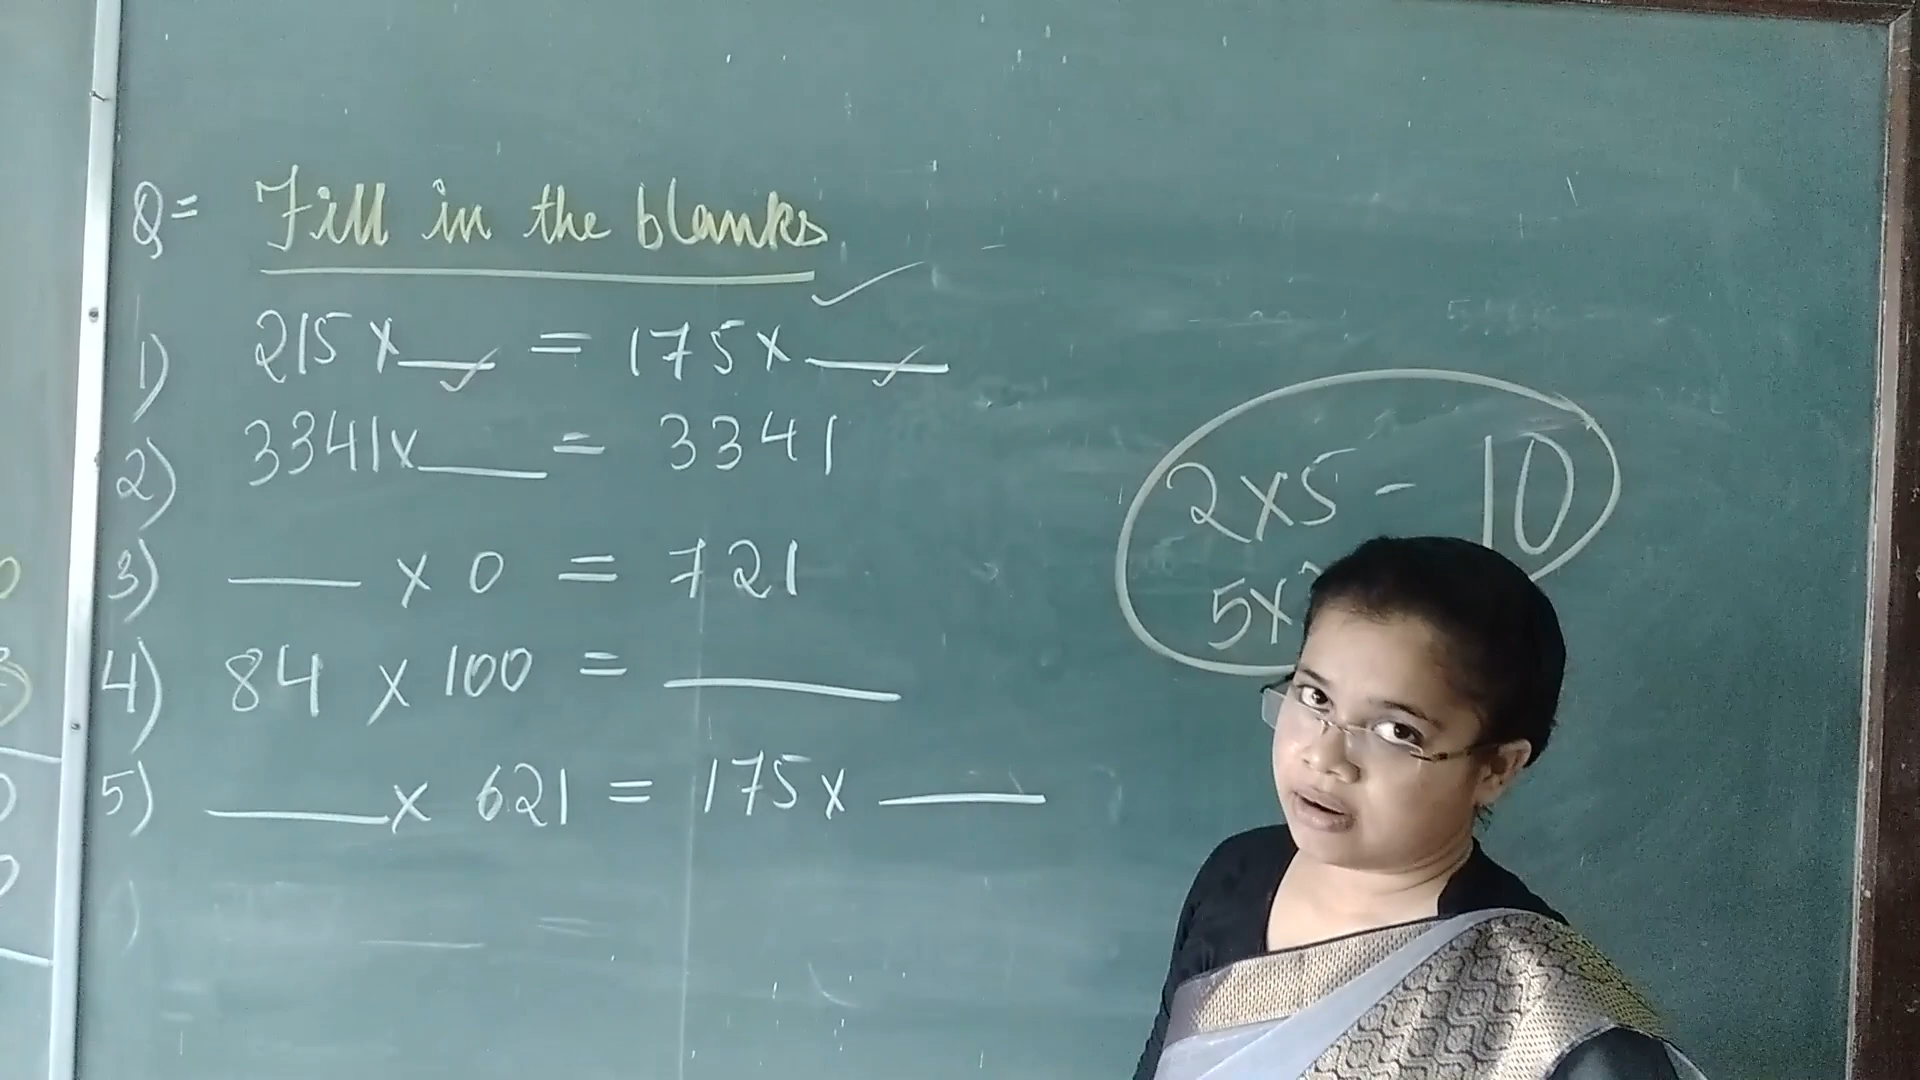 Q= Fill in the blanks
1) 215 x ___ = 175 x ___
2) 3341 x ___ = 3341
3) ___ x 0 = 721
4) 84 x 100 = ___
5) ___ x 621 = 175 x ___
2x5 - 10
5x